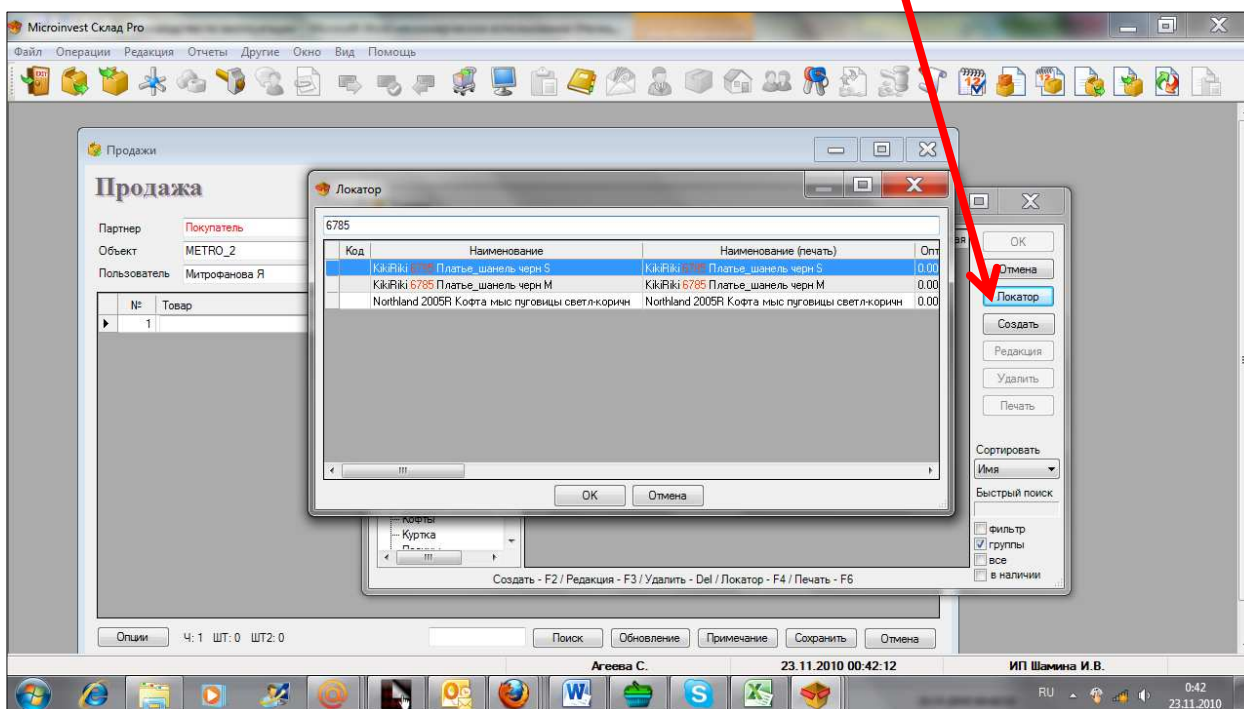 Microinvest Склад Pro
Файл Операции Редакция Отчеты Другие Окно Вид Помощь
Продажи
Продажа
Партнер Покупатель
Объект METRO_2
Пользователь Митрофанова Я
№ Товар
1
Локатор
6785
Код Наименование Наименование (печать) Опт
KikiRiki 6785 Платье_шанель черн S KikiRiki 6785 Платье_шанель черн S 0.00
KikiRiki 6785 Платье_шанель черн M KikiRiki 6785 Платье_шанель черн M 0.00
Northland 2005R Кофта мыс пуговицы светл-коричн Northland 2005R Кофта мыс пуговицы светл-коричн 0.00
OK Отмена
OK
Отмена
Локатор
Создать
Редакция
Удалить
Печать
Сортировать
Имя
Быстрый поиск
фильтр
группы
все
в наличии
Кофты
Куртка
Создать - F2 / Редакция - F3 / Удалить - Del / Локатор - F4 / Печать - F6
Опции Ч: 1 ШТ: 0 ШТ2: 0 Поиск Обновление Примечание Сохранить Отмена
Агеева С. 23.11.2010 00:42:12 ИП Шамина И.В.
RU 0:42
23.11.2010